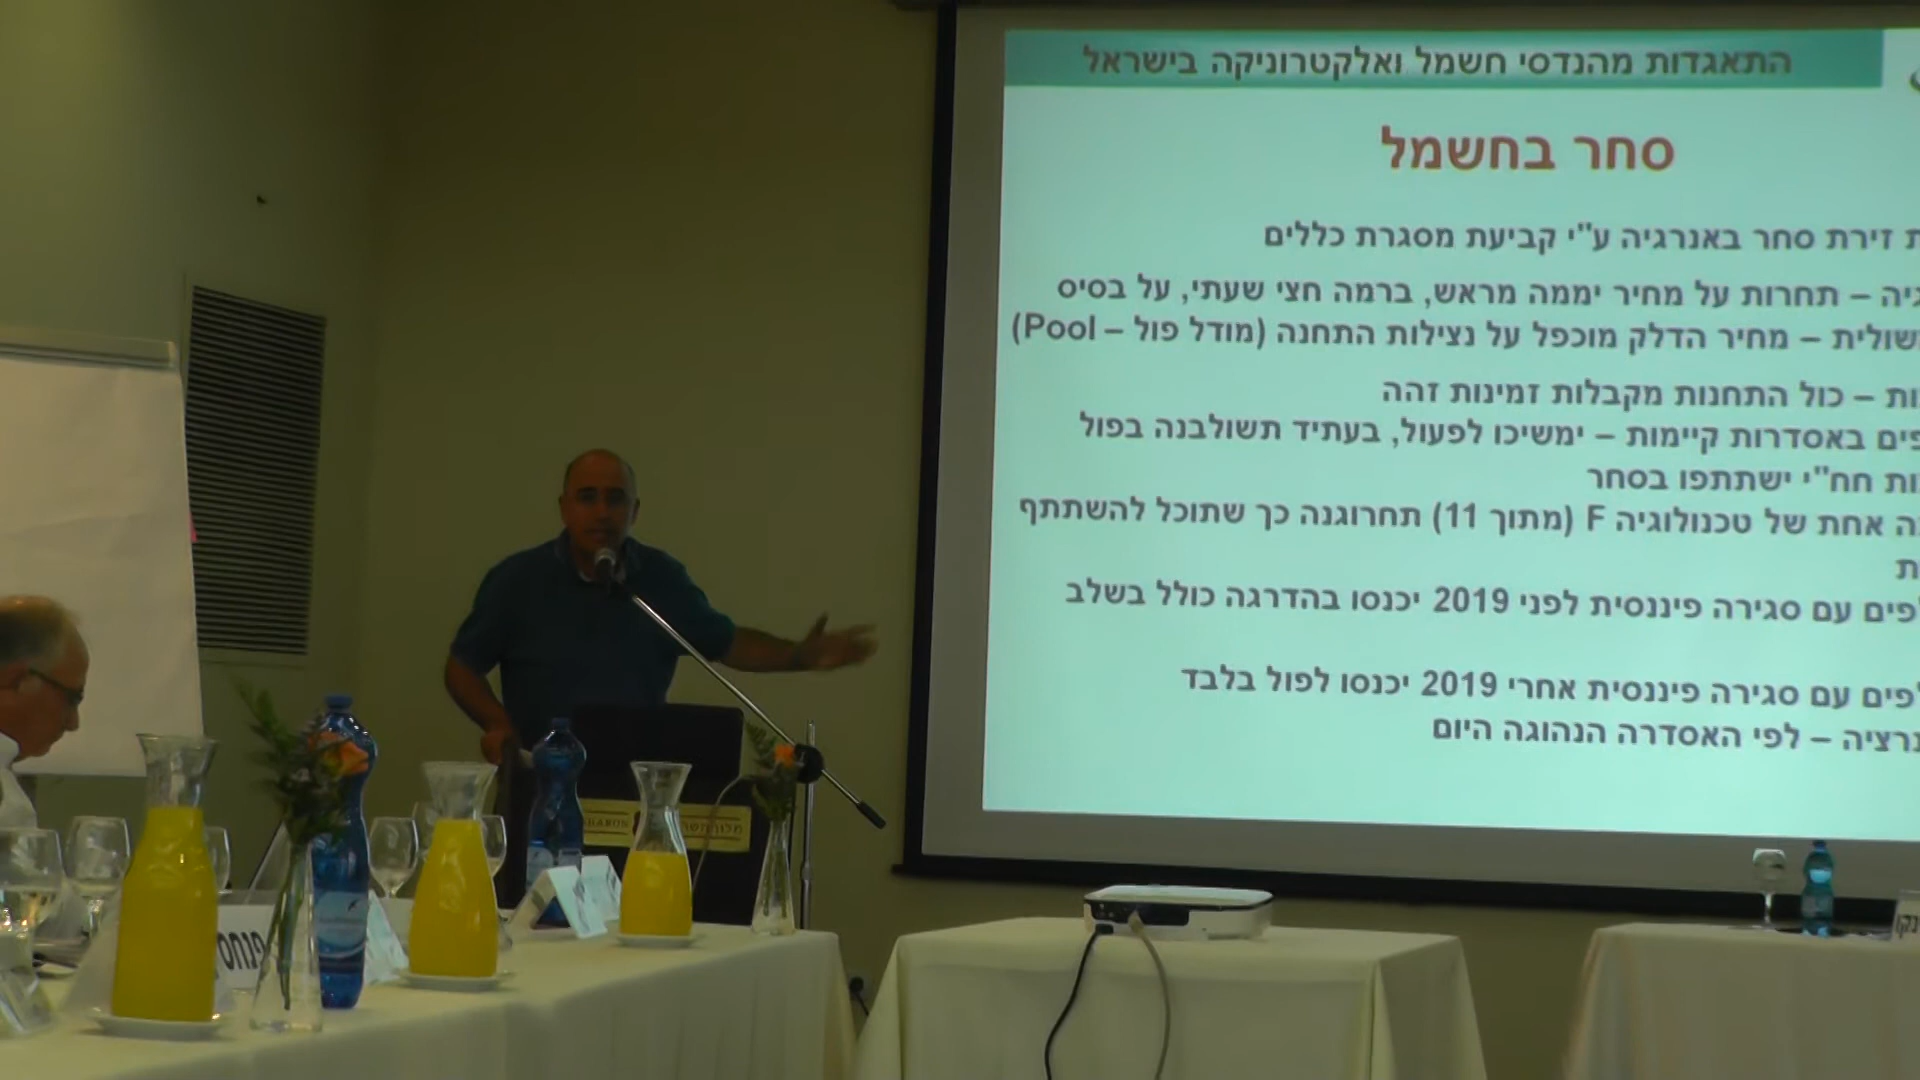 התאגדות מהנדסי חשמל ואלקטרוניקה בישראל
סחר בחשמל
זירת סחר באנרגיה ע"י קביעת מסגרת כללים
– תחרות על מחיר יממה מראש, ברמה חצי שעתי, על בסיס
– מחיר הדלק מוכפל על נצילות התחנה (מודל פול – Pool)
– כול התחנות מקבלות זמינות זהה
באסדרות קיימות – ימשיכו לפעול, בעתיד תשולבנה בפול
חח"י ישתתפו בסחר
אחת של טכנולוגיה F (מתוך 11) תחרוגנה כך שתוכל להשתתף
עם סגירה פיננסית לפני 2019 יכנסו בהדרגה כולל בשלב
עם סגירה פיננסית אחרי 2019 יכנסו לפול בלבד
– לפי האסדרה הנהוגה היום
פנחס